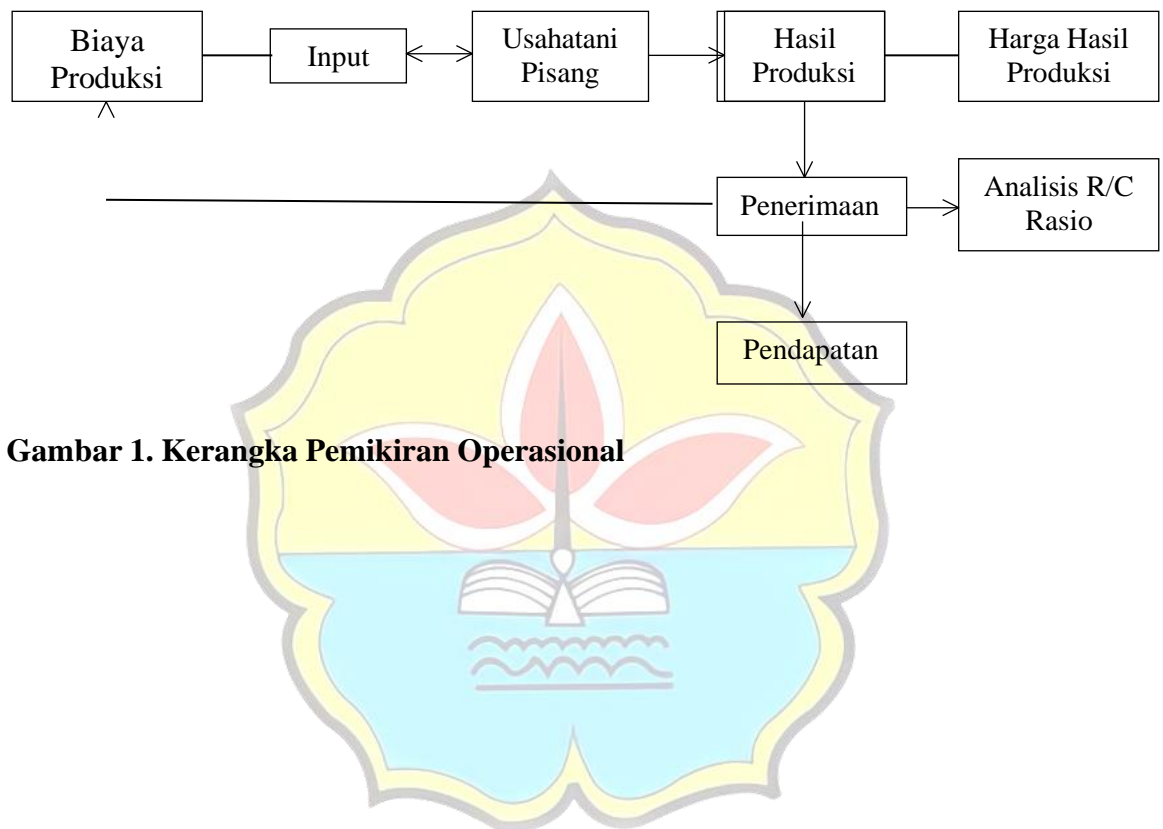 Biaya
Produksi
Input
Usahatani
Pisang
Hasil
Produksi
Harga Hasil
Produksi
Penerimaan
Analisis R/C
Rasio
Pendapatan
Gambar 1. Kerangka Pemikiran Operasional